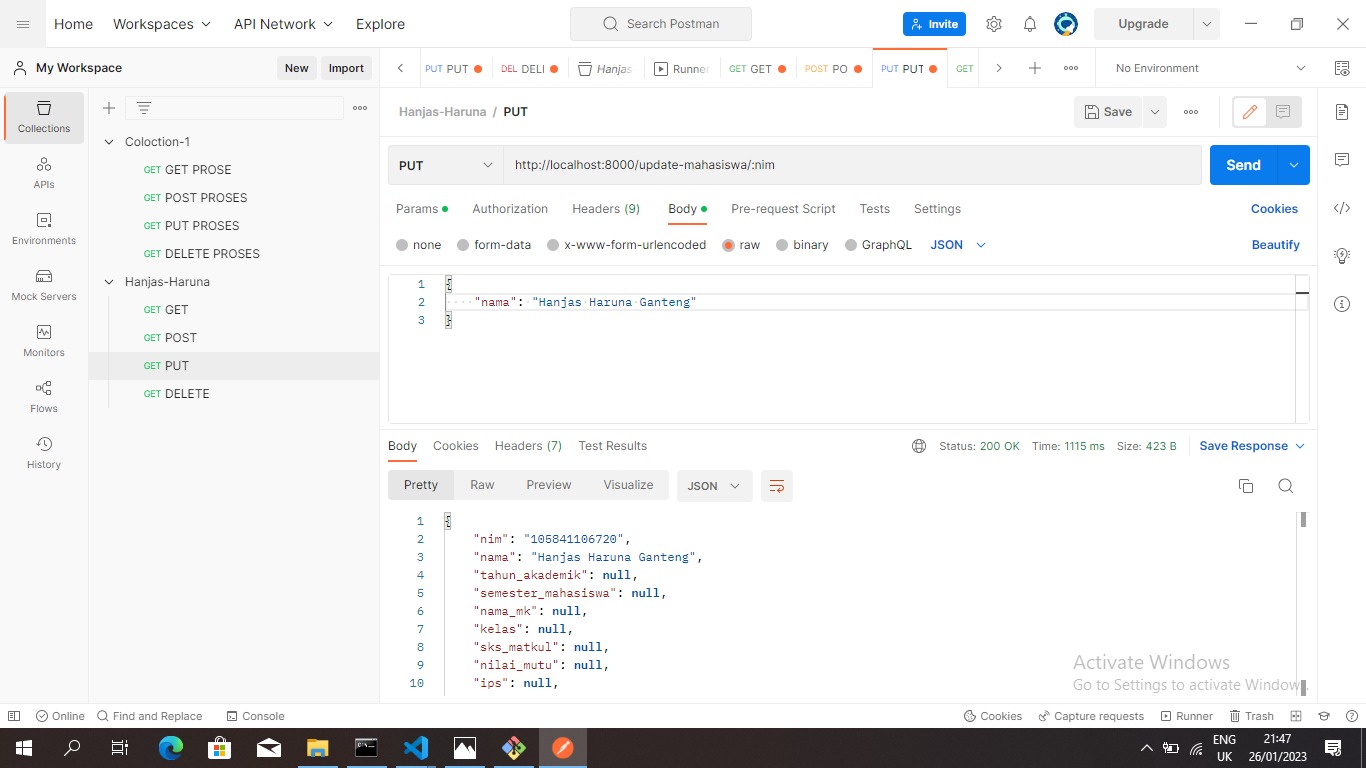 Home Workspaces API Network Explore Search Postman Invite Upgrade
My Workspace New Import PUT PUT DEL DELI Hanjas Runner GET GET POST PO PUT PUT GET No Environment
Hanjas-Haruna / PUT Save
Collections
APIs
Environments
Mock Servers
Monitors
Flows
History
Coloction-1
GET GET PROSE
GET POST PROSES
GET PUT PROSES
GET DELETE PROSES
Hanjas-Haruna
GET GET
GET POST
GET PUT
GET DELETE
PUT http://localhost:8000/update-mahasiswa/:nim Send
Params Authorization Headers (9) Body Pre-request Script Tests Settings Cookies
none form-data x-www-form-urlencoded raw binary GraphQL JSON Beautify
1 {
2 "nama": "Hanjas Haruna Ganteng"
3 }
Body Cookies Headers (7) Test Results Status: 200 OK Time: 1115 ms Size: 423 B Save Response
Pretty Raw Preview Visualize JSON
1 {
2 "nim": "105841106720",
3 "nama": "Hanjas Haruna Ganteng",
4 "tahun_akademik": null,
5 "semester_mahasiswa": null,
6 "nama_mk": null,
7 "kelas": null,
8 "sks_matkul": null,
9 "nilai_mutu": null,
10 "ips": null,
Activate Windows
Go to Settings to activate Windows.
Online Find and Replace Console Cookies Capture requests Runner Trash
ENG
UK
21:47
26/01/2023